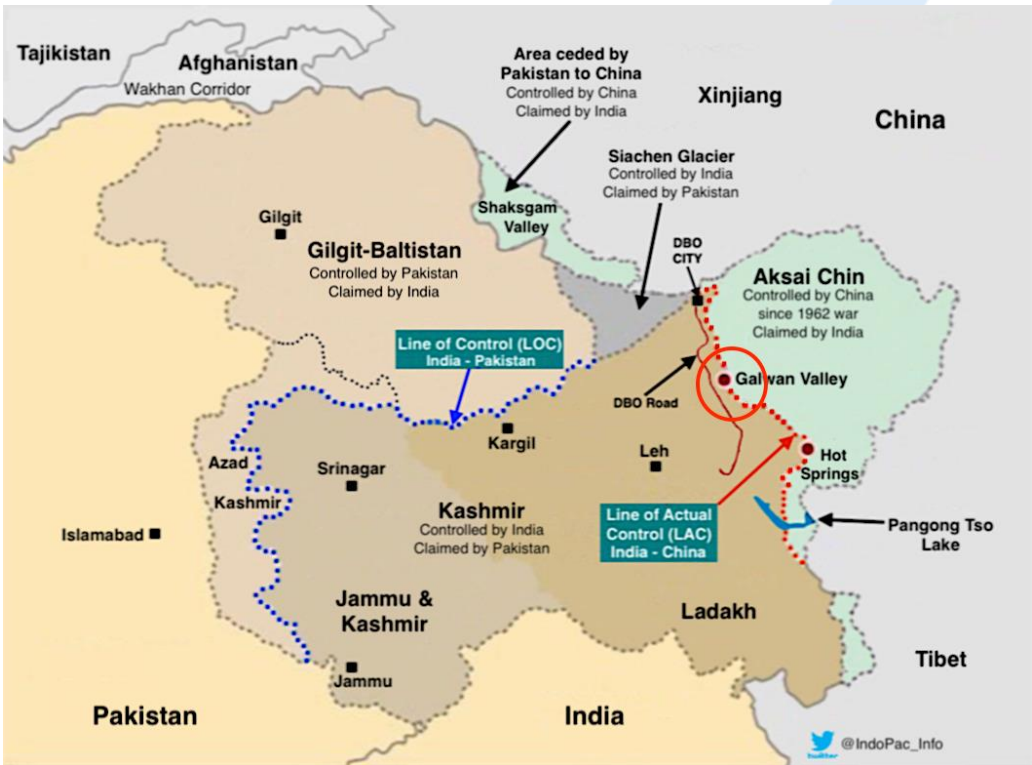 Tajikistan
Afghanistan
Wakhan Corridor
Area ceded by
Pakistan to China
Controlled by China
Claimed by India
Xinjiang
China
Siachen Glacier
Controlled by India
Claimed by Pakistan
Shaksgam
Valley
Gilgit
Gilgit-Baltistan
Controlled by Pakistan
Claimed by India
DBO
CITY
Aksai Chin
Controlled by China
since 1962 war
Claimed by India
Line of Control (LOC)
India - Pakistan
Galwan Valley
DBO Road
Kargil
Leh
Hot
Springs
Azad
Kashmir
Srinagar
Kashmir
Controlled by India
Claimed by Pakistan
Line of Actual
Control (LAC)
India - China
Pangong Tso
Lake
Islamabad
Jammu &
Kashmir
Ladakh
Tibet
Jammu
Pakistan
India
twitter
@IndoPac_Info